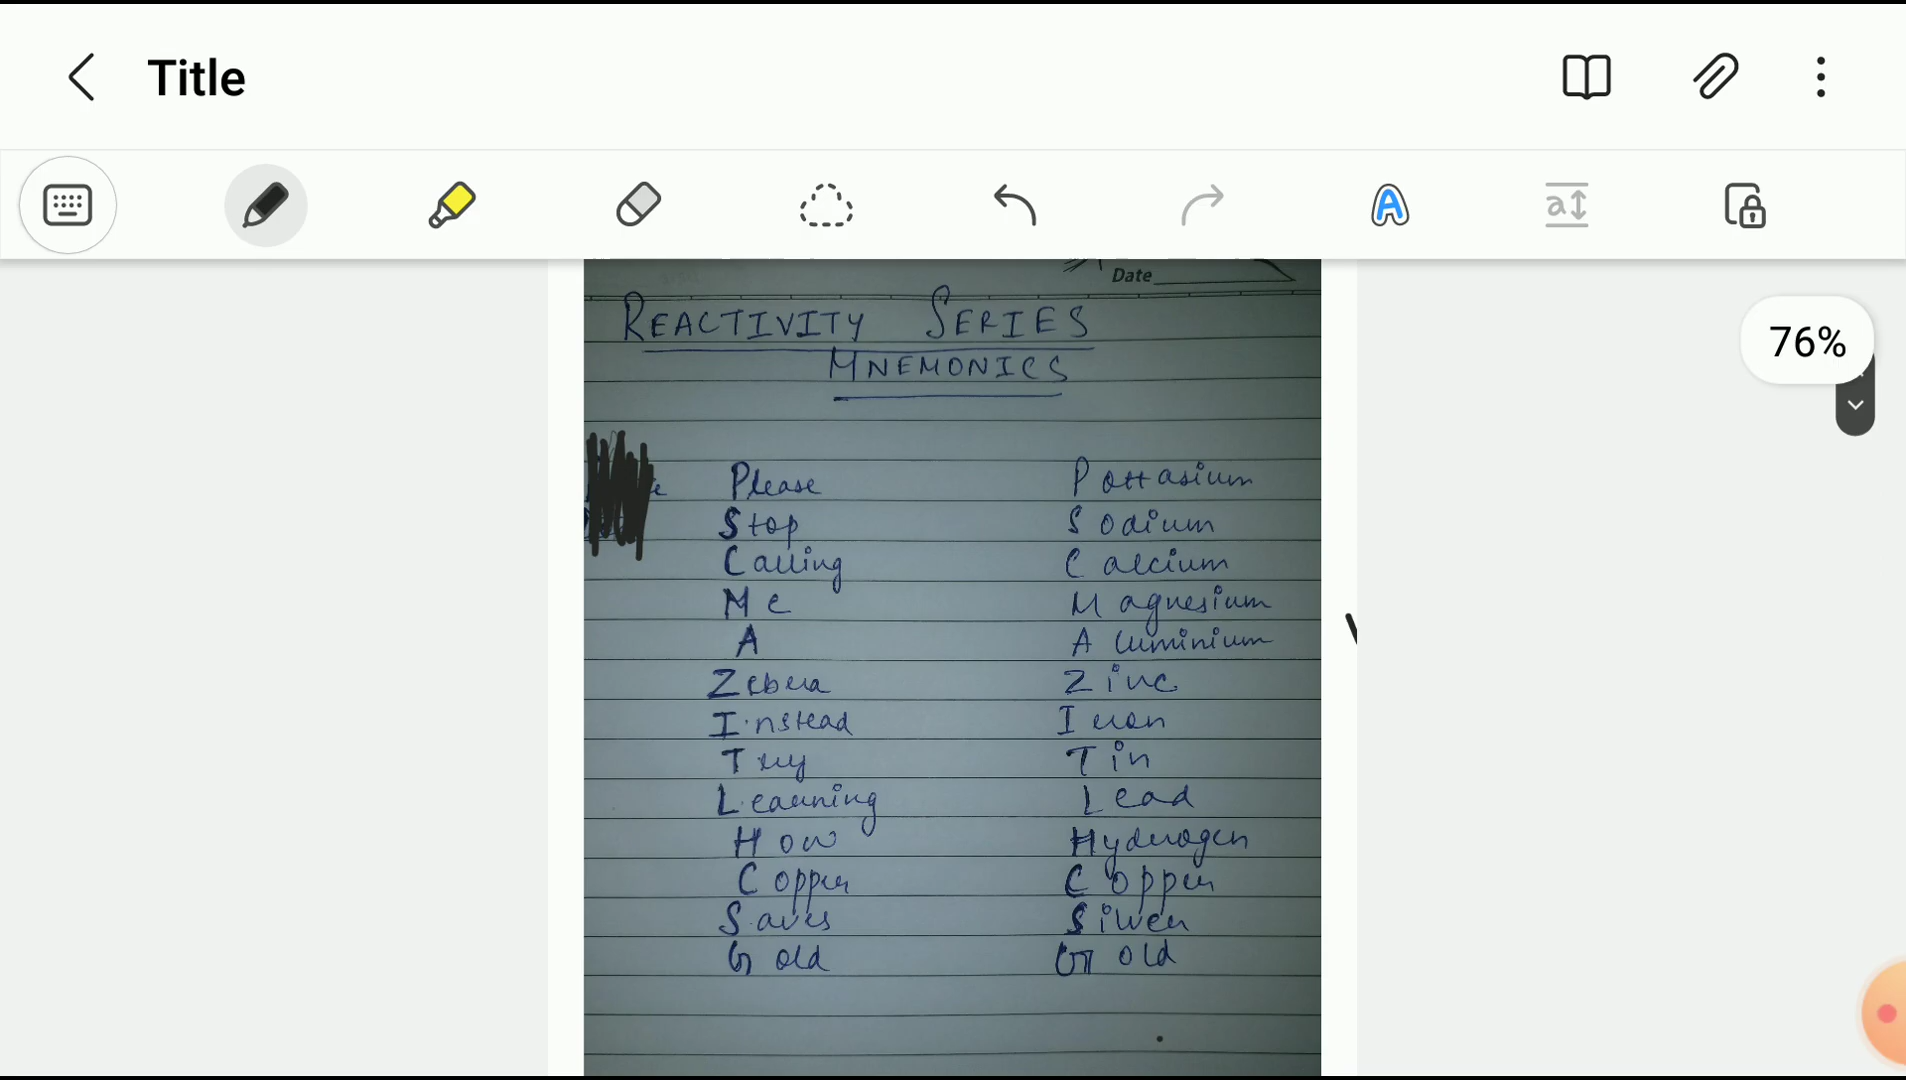 Title
76%
Date
REACTIVITY SERIES
MNEMONICS
Please Pottasium
Stop Sodium
Calling Calcium
Me Magnesium
A Aluminium
Zebra Zinc
Instead Iron
Try Tin
Learning Lead
How Hydrogen
Copper Copper
Saves Silver
Gold Gold